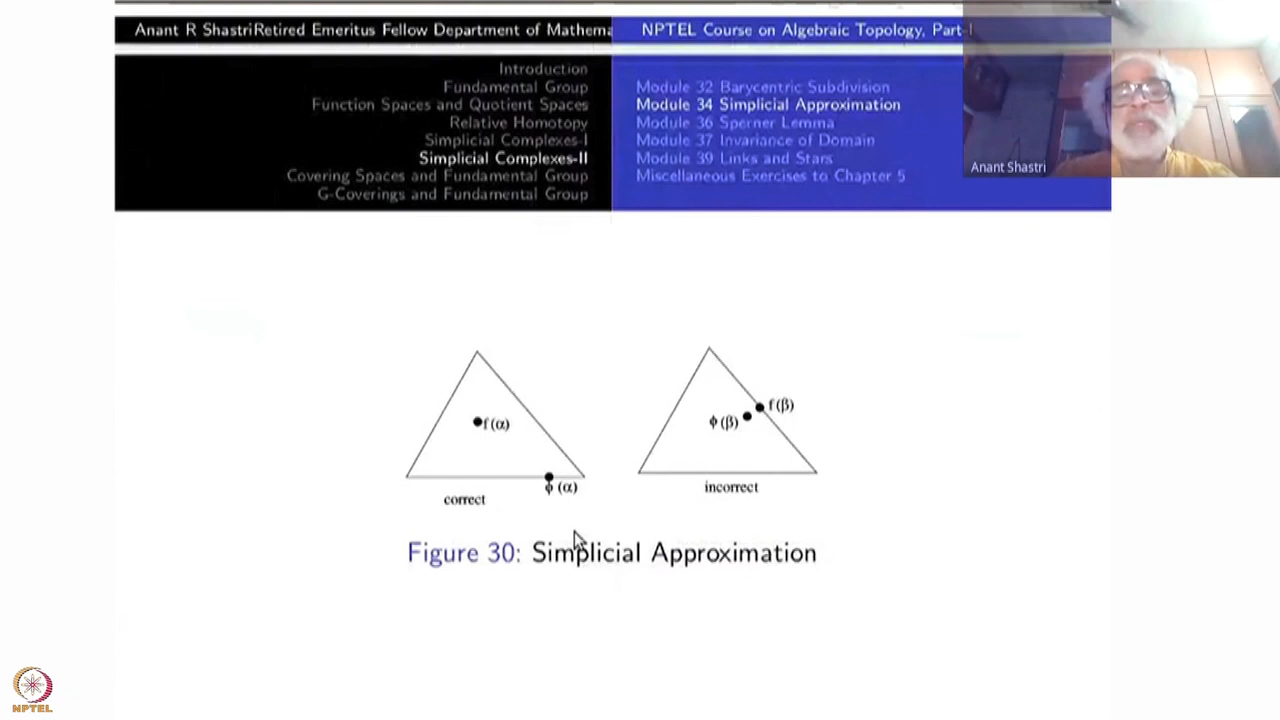 Anant R ShastriRetired Emeritus Fellow Department of Mathema
NPTEL Course on Algebraic Topology, Part-I
Introduction
Fundamental Group
Function Spaces and Quotient Spaces
Relative Homotopy
Simplicial Complexes-I
Simplicial Complexes-II
Covering Spaces and Fundamental Group
G-Coverings and Fundamental Group
Module 32 Barycentric Subdivision
Module 34 Simplicial Approximation
Module 36 Sperner Lemma
Module 37 Invariance of Domain
Module 39 Links and Stars
Miscellaneous Exercises to Chapter 5
Anant Shastri
f(α)
ϕ (α)
correct
f(β)
ϕ (β)
incorrect
Figure 30: Simplicial Approximation
NPTEL